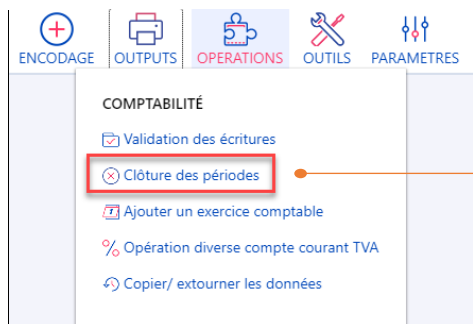 ENCODAGE OUTPUTS OPERATIONS OUTILS PARAMETRES
COMPTABILITÉ
Validation des écritures
Clôture des périodes
Ajouter un exercice comptable
Opération diverse compte courant TVA
Copier/ extourner les données